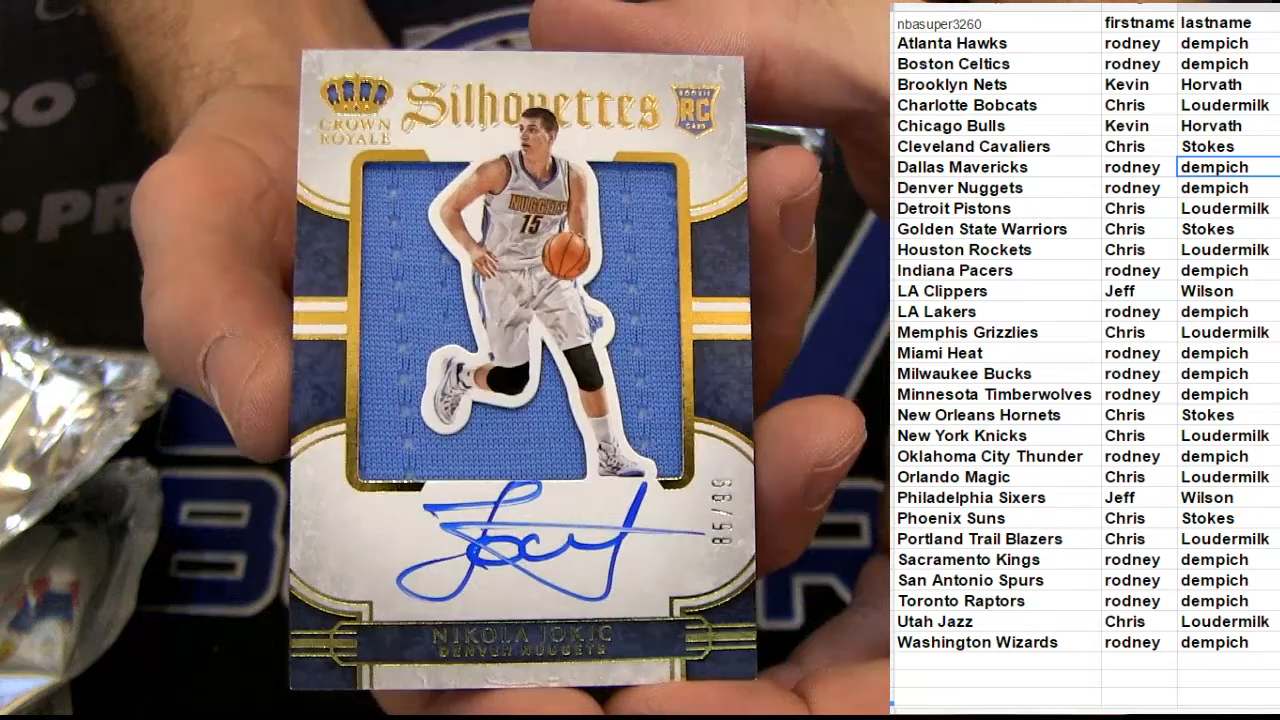 RO
•PR
B
R
CROWN
ROYALE
Silhouettes
ROOKIE
RC
CARD
NUGGETS
15
85/99
NIKOLA JOKIC
DENVER NUGGETS
nbasuper3260 firstname lastname
Atlanta Hawks rodney dempich
Boston Celtics rodney dempich
Brooklyn Nets Kevin Horvath
Charlotte Bobcats Chris Loudermilk
Chicago Bulls Kevin Horvath
Cleveland Cavaliers Chris Stokes
Dallas Mavericks rodney dempich
Denver Nuggets rodney dempich
Detroit Pistons Chris Loudermilk
Golden State Warriors Chris Stokes
Houston Rockets Chris Loudermilk
Indiana Pacers rodney dempich
LA Clippers Jeff Wilson
LA Lakers rodney dempich
Memphis Grizzlies Chris Loudermilk
Miami Heat rodney dempich
Milwaukee Bucks rodney dempich
Minnesota Timberwolves rodney dempich
New Orleans Hornets Chris Stokes
New York Knicks Chris Loudermilk
Oklahoma City Thunder rodney dempich
Orlando Magic Chris Loudermilk
Philadelphia Sixers Jeff Wilson
Phoenix Suns Chris Stokes
Portland Trail Blazers Chris Loudermilk
Sacramento Kings rodney dempich
San Antonio Spurs rodney dempich
Toronto Raptors rodney dempich
Utah Jazz Chris Loudermilk
Washington Wizards rodney dempich